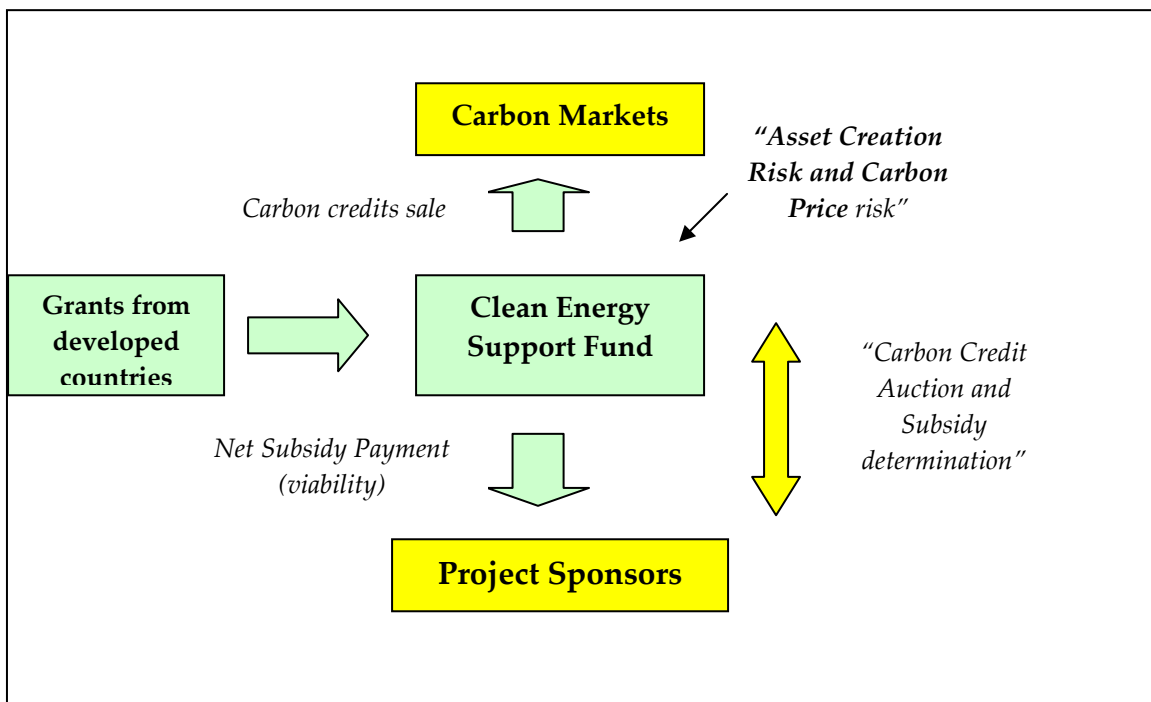 Carbon Markets
“Asset Creation
Risk and Carbon
Price risk”
Carbon credits sale
Grants from
developed
countries
Clean Energy
Support Fund
“Carbon Credit
Auction and
Subsidy
determination”
Net Subsidy Payment
(viability)
Project Sponsors